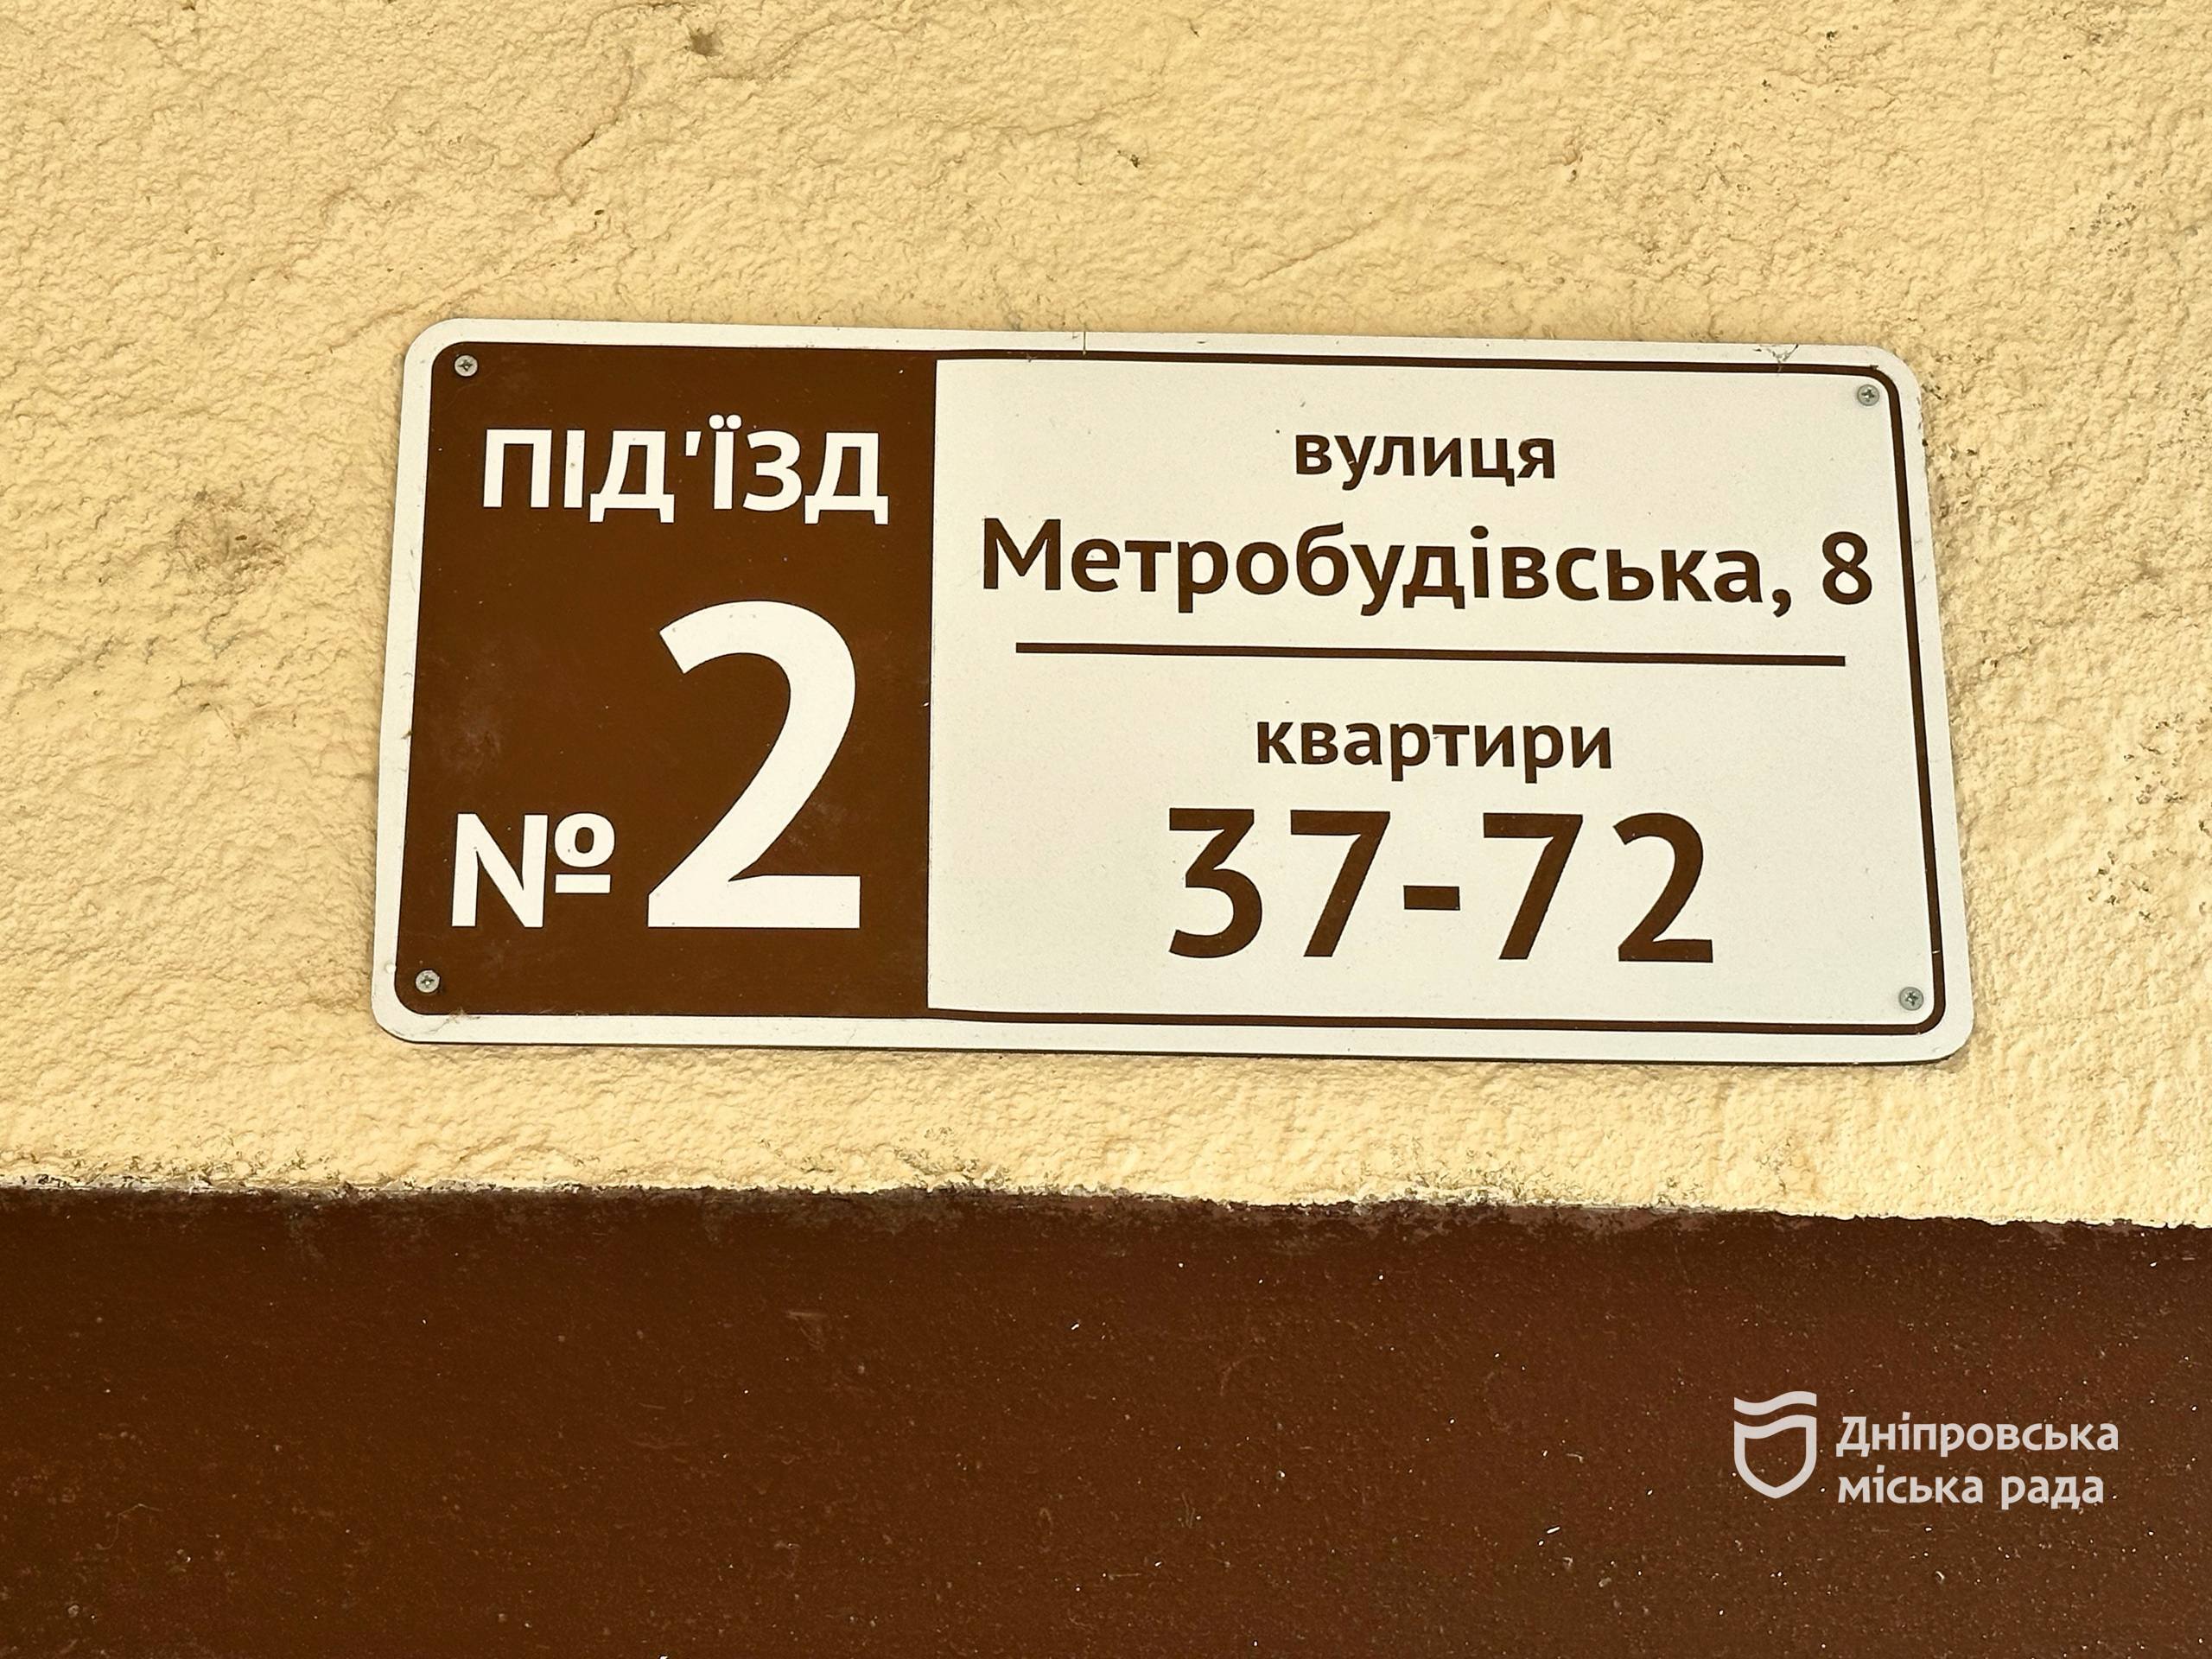 ПІД'ЇЗД
№ 2
вулиця
Метробудівська, 8
квартири
37-72
Дніпровська
міська рада